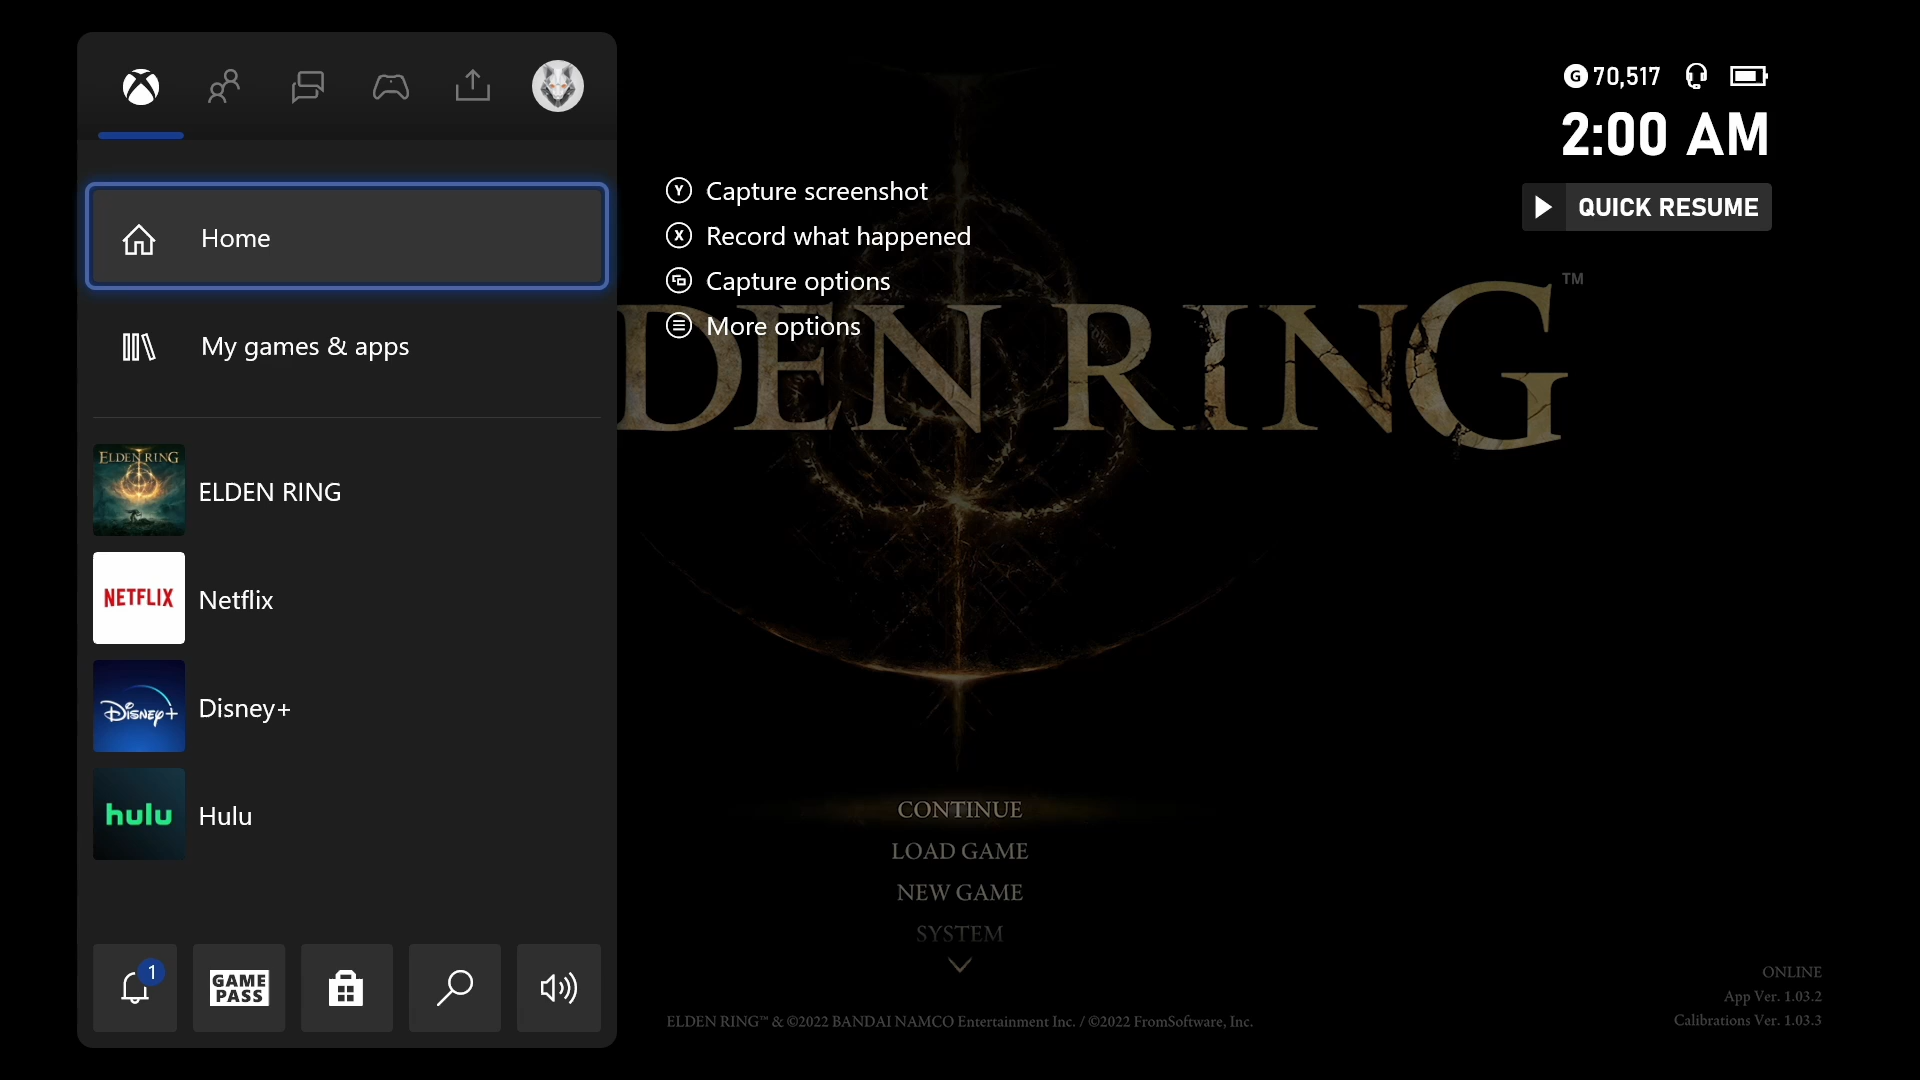 G 70,517
2:00 AM
QUICK RESUME
Home
My games & apps
ELDEN RING
ELDEN RING
NETFLIX
Netflix
Disney+
Disney+
hulu
Hulu
1
GAME
PASS
Y Capture screenshot
X Record what happened
Capture options
More options
DEN RING™
CONTINUE
LOAD GAME
NEW GAME
SYSTEM
ELDEN RING™ & ©2022 BANDAI NAMCO Entertainment Inc. / ©2022 FromSoftware, Inc.
ONLINE
App Ver. 1.03.2
Calibrations Ver. 1.03.3